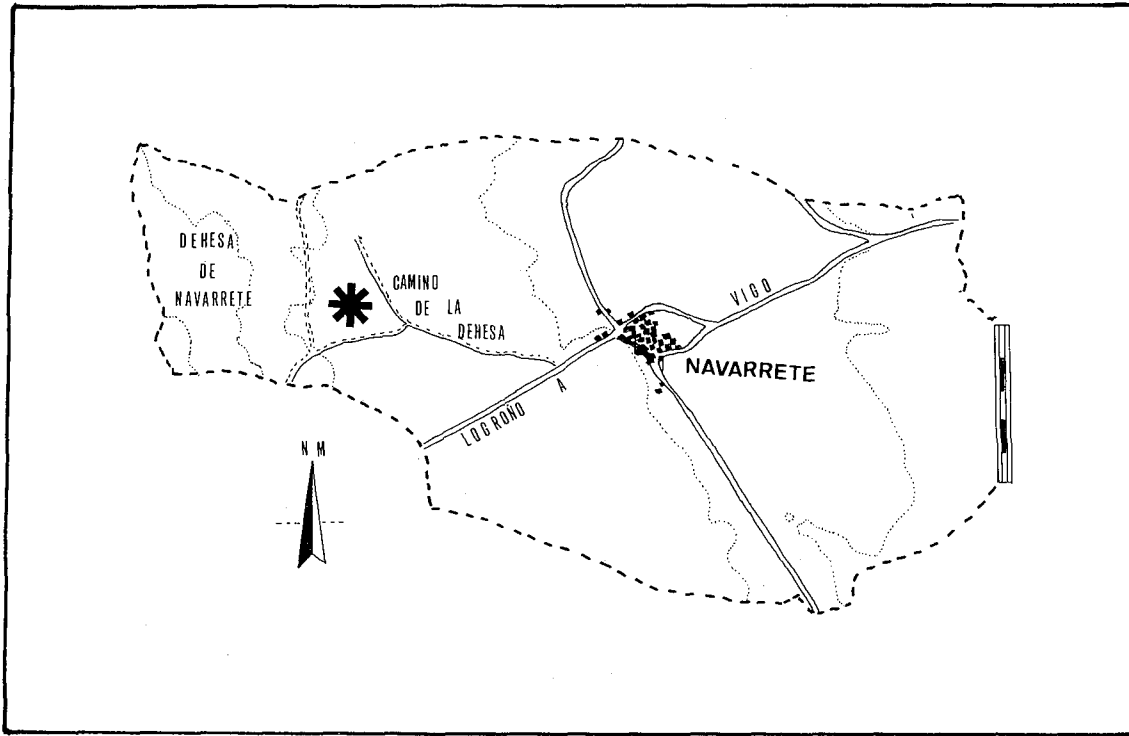 DEHESA
DE
NAVARRETE
CAMINO
DE LA
DEHESA
LOGROÑO A VIGO
NAVARRETE
N M